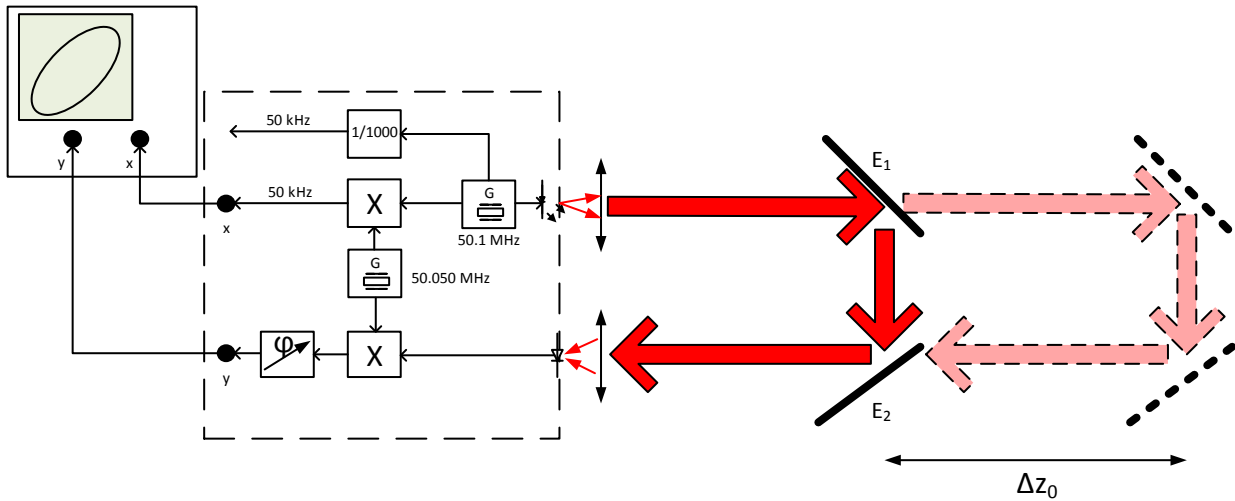 50 kHz
1/1000
E₁
y
x
50 kHz
X
G
x
50.1 MHz
G
50.050 MHz
φ
X
y
E₂
Δz₀